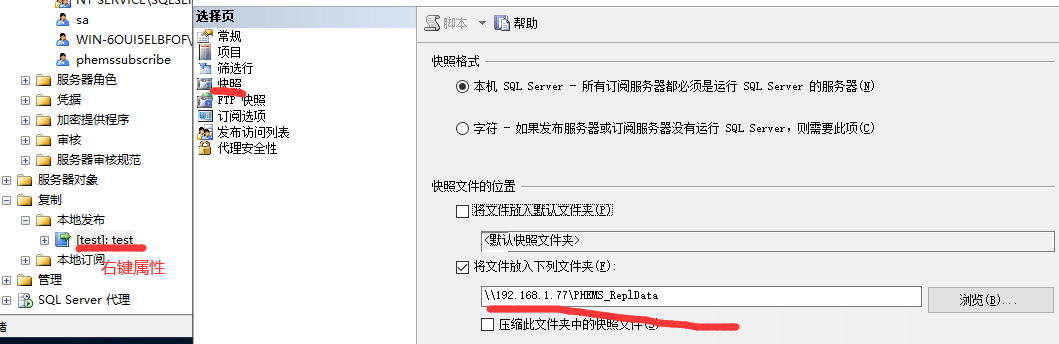 NT SERVICE\SQLSE
sa
WIN-6OUI5ELBFOF\
phemssubscribe
服务器角色
凭据
加密提供程序
审核
服务器审核规范
服务器对象
复制
本地发布
[test]: test
本地订阅
右键属性
管理
SQL Server 代理
绪
选择页
常规
项目
筛选行
快照
FTP 快照
订阅选项
发布访问列表
代理安全性
脚本
帮助
快照格式
本机 SQL Server - 所有订阅服务器都必须是运行 SQL Server 的服务器(N)
字符 - 如果发布服务器或订阅服务器没有运行 SQL Server，则需要此项(C)
快照文件的位置
将文件放入默认文件夹(P)
<默认快照文件夹>
将文件放入下列文件夹(F):
\\192.168.1.77\PHEMS_ReplData
浏览(B)...
压缩此文件夹中的快照文件